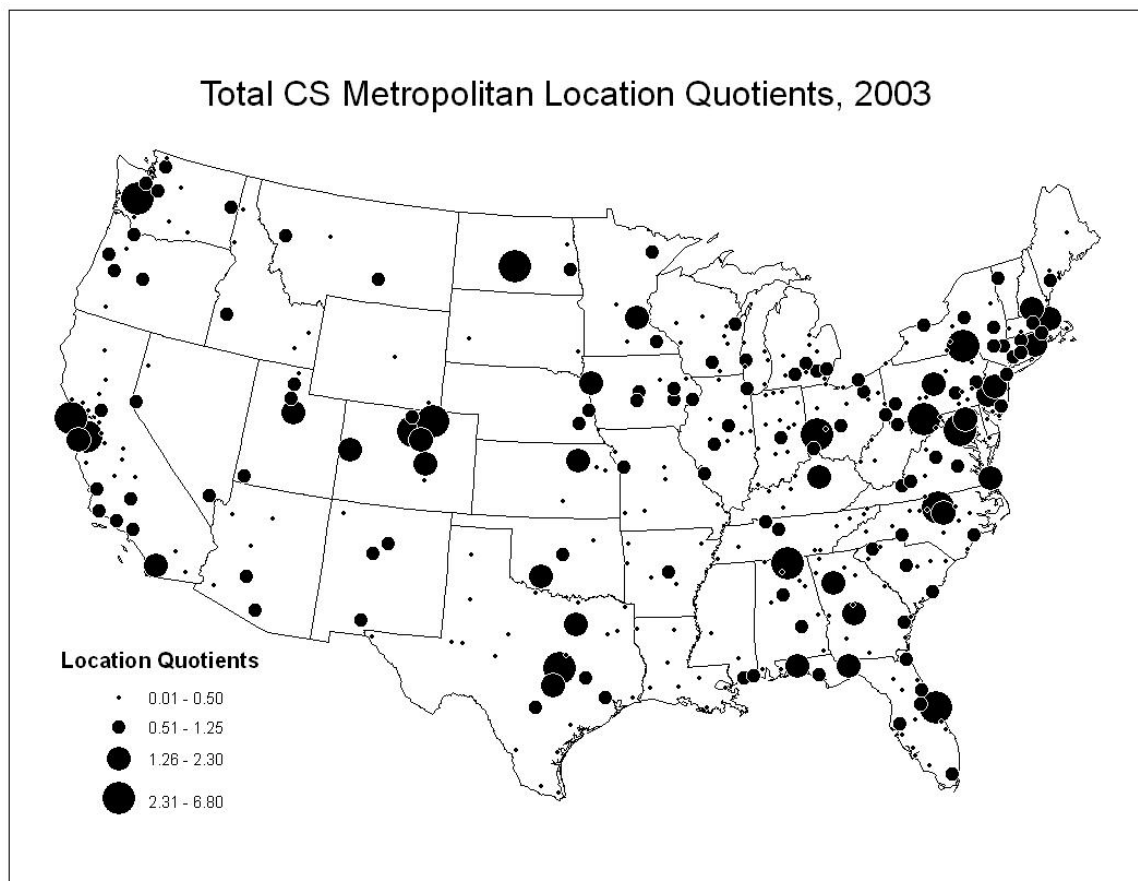 Total CS Metropolitan Location Quotients, 2003
Location Quotients
0.01 - 0.50
0.51 - 1.25
1.26 - 2.30
2.31 - 6.80